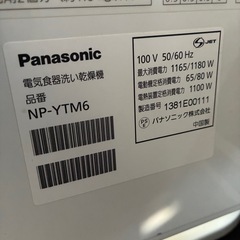 Panasonic
電気食器洗い乾燥機
品番
NP-YTM6
JET
100 V 50/60 Hz
最大消費電力 1165/1180 W
電動機定格消費電力 65/80 W
電熱装置定格消費電力 1100 W
製造番号 1381E00111
PS E
パナソニック株式会社
中国製